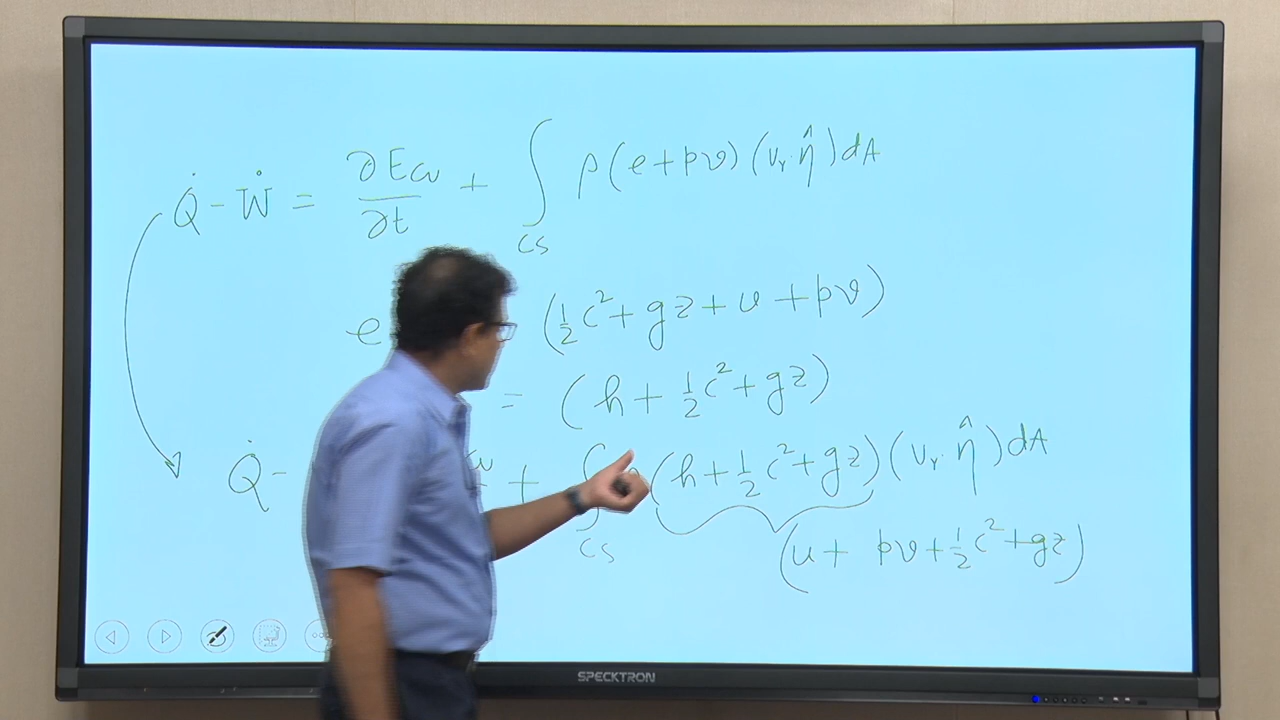 Q̇ - Ẇ = ∂Ecv/∂t + ∫CS ρ(e+pv)(vr.η̂)dA
e (½c²+gz+u+pv)
= (h+½c²+gz)
Q̇- + ∫CS (h+½c²+gz)(vr.η̂)dA
(u+ pv+½c²+gz)
SPECKTRON